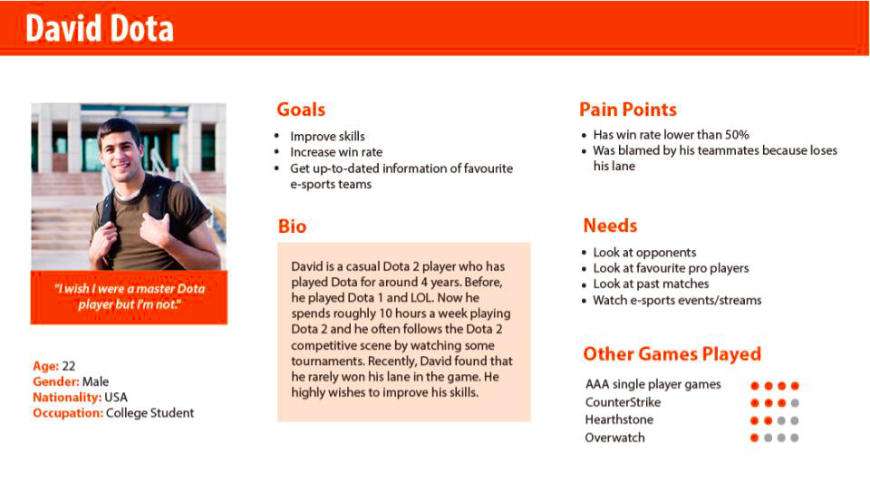 David Dota
"I wish I were a master Dota
player but I'm not."
Age: 22
Gender: Male
Nationality: USA
Occupation: College Student
Goals
• Improve skills
• Increase win rate
• Get up-to-dated information of favourite
e-sports teams
Bio
David is a casual Dota 2 player who has
played Dota for around 4 years. Before,
he played Dota 1 and LOL. Now he
spends roughly 10 hours a week playing
Dota 2 and he often follows the Dota 2
competitive scene by watching some
tournaments. Recently, David found that
he rarely won his lane in the game. He
highly wishes to improve his skills.
Pain Points
• Has win rate lower than 50%
• Was blamed by his teammates because loses
his lane
Needs
• Look at opponents
• Look at favourite pro players
• Look at past matches
• Watch e-sports events/streams
Other Games Played
AAA single player games
CounterStrike
Hearthstone
Overwatch